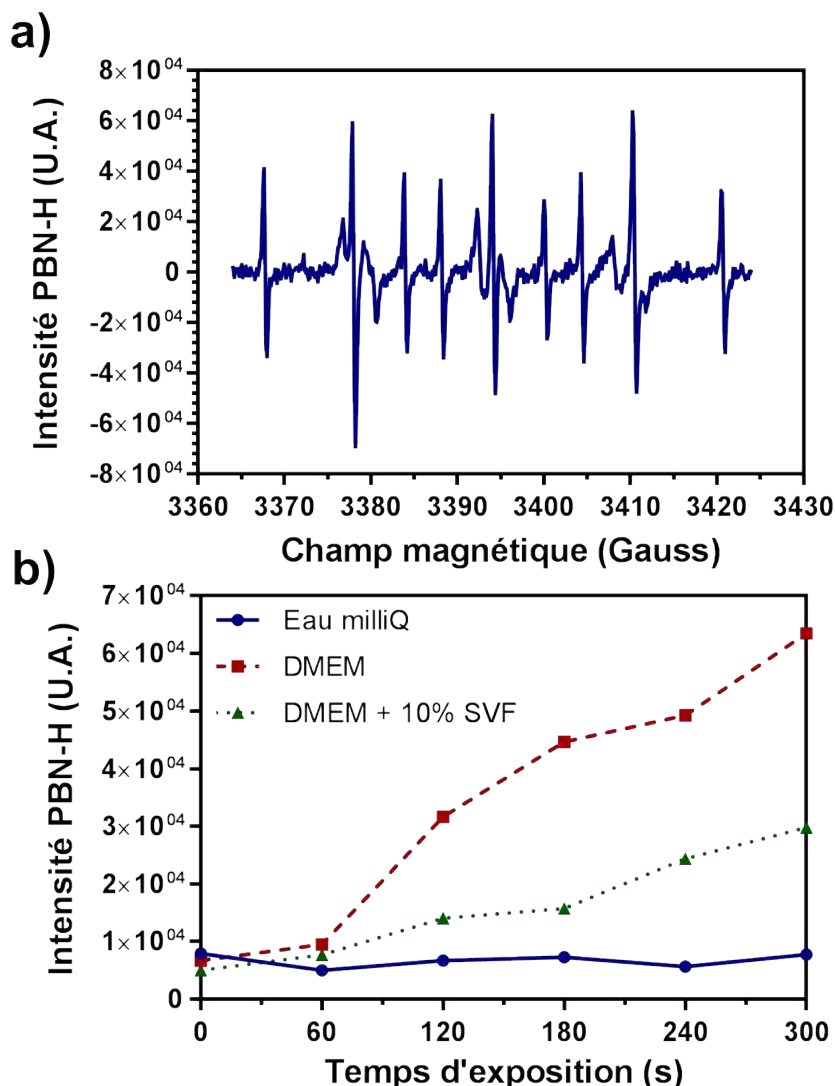 a)
Intensité PBN-H (U.A.)
8×10⁰⁴
6×10⁰⁴
4×10⁰⁴
2×10⁰⁴
0
-2×10⁰⁴
-4×10⁰⁴
-6×10⁰⁴
-8×10⁰⁴
3360 3370 3380 3390 3400 3410 3420 3430
Champ magnétique (Gauss)
b)
Intensité PBN-H (U.A.)
7×10⁰⁴
6×10⁰⁴
5×10⁰⁴
4×10⁰⁴
3×10⁰⁴
2×10⁰⁴
1×10⁰⁴
0
Eau milliQ
DMEM
DMEM + 10% SVF
0 60 120 180 240 300
Temps d'exposition (s)